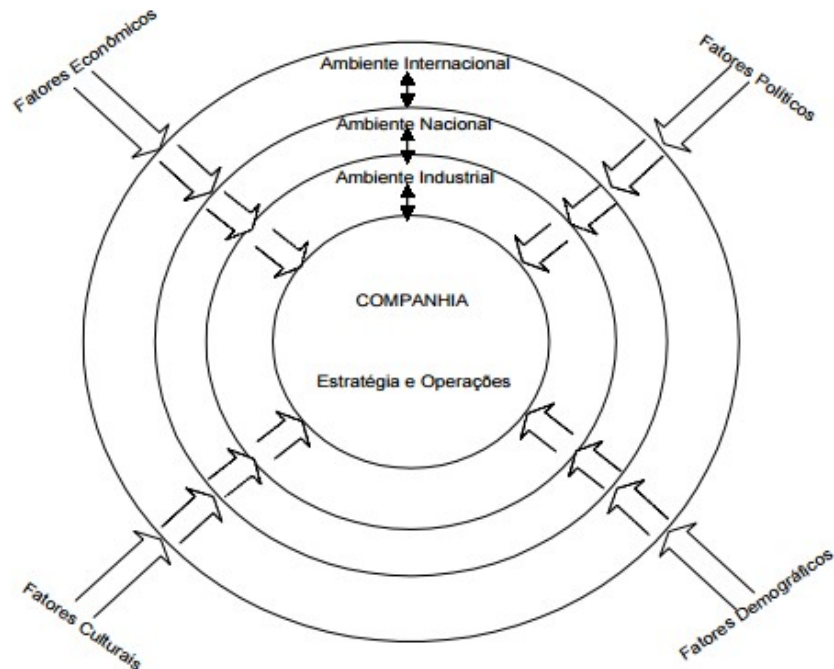 Fatores Econômicos
Fatores Políticos
Ambiente Internacional
Ambiente Nacional
Ambiente Industrial
COMPANHIA
Estratégia e Operações
Fatores Culturais
Fatores Demográficos